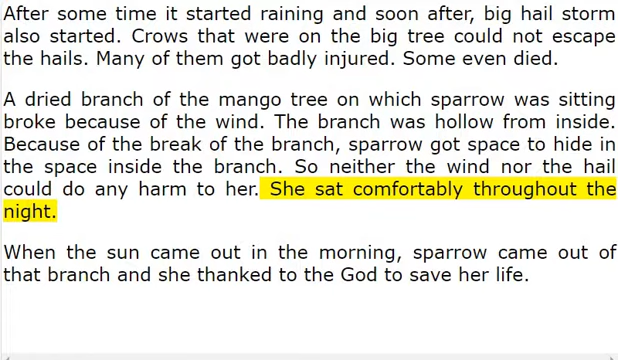 After some time it started raining and soon after, big hail storm
also started. Crows that were on the big tree could not escape
the hails. Many of them got badly injured. Some even died.
A dried branch of the mango tree on which sparrow was sitting
broke because of the wind. The branch was hollow from inside.
Because of the break of the branch, sparrow got space to hide in
the space inside the branch. So neither the wind nor the hail
could do any harm to her. She sat comfortably throughout the
night.
When the sun came out in the morning, sparrow came out of
that branch and she thanked to the God to save her life.